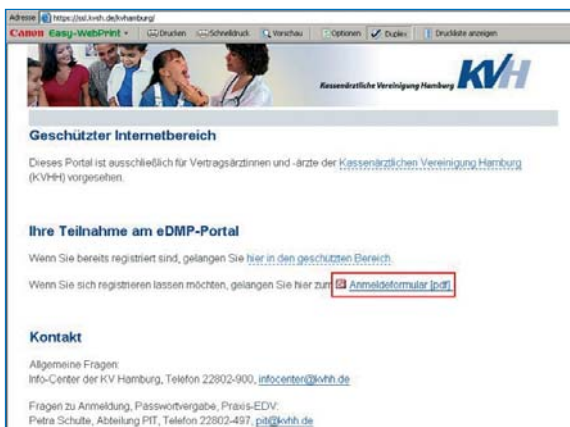 Adresse https://ssl.kvsh.de/kvhamburg/
Canon Easy-WebPrint Drucken Schnelldruck Vorschau Optionen Duplex Druckliste anzeigen
Kassenärztliche Vereinigung Hamburg KVH
Geschützter Internetbereich
Dieses Portal ist ausschließlich für Vertragsärztinnen und -ärzte der Kassenärztlichen Vereinigung Hamburg
(KVHH) vorgesehen.
Ihre Teilnahme am eDMP-Portal
Wenn Sie bereits registriert sind, gelangen Sie hier in den geschützten Bereich.
Wenn Sie sich registrieren lassen möchten, gelangen Sie hier zum Anmeldeformular [pdf]
Kontakt
Allgemeine Fragen:
Info-Center der KV Hamburg, Telefon 22802-900, infocenter@kvhh.de
Fragen zu Anmeldung, Passwortvergabe, Praxis-EDV:
Petra Schulte, Abteilung PIT, Telefon 22802-497, pit@kvhh.de